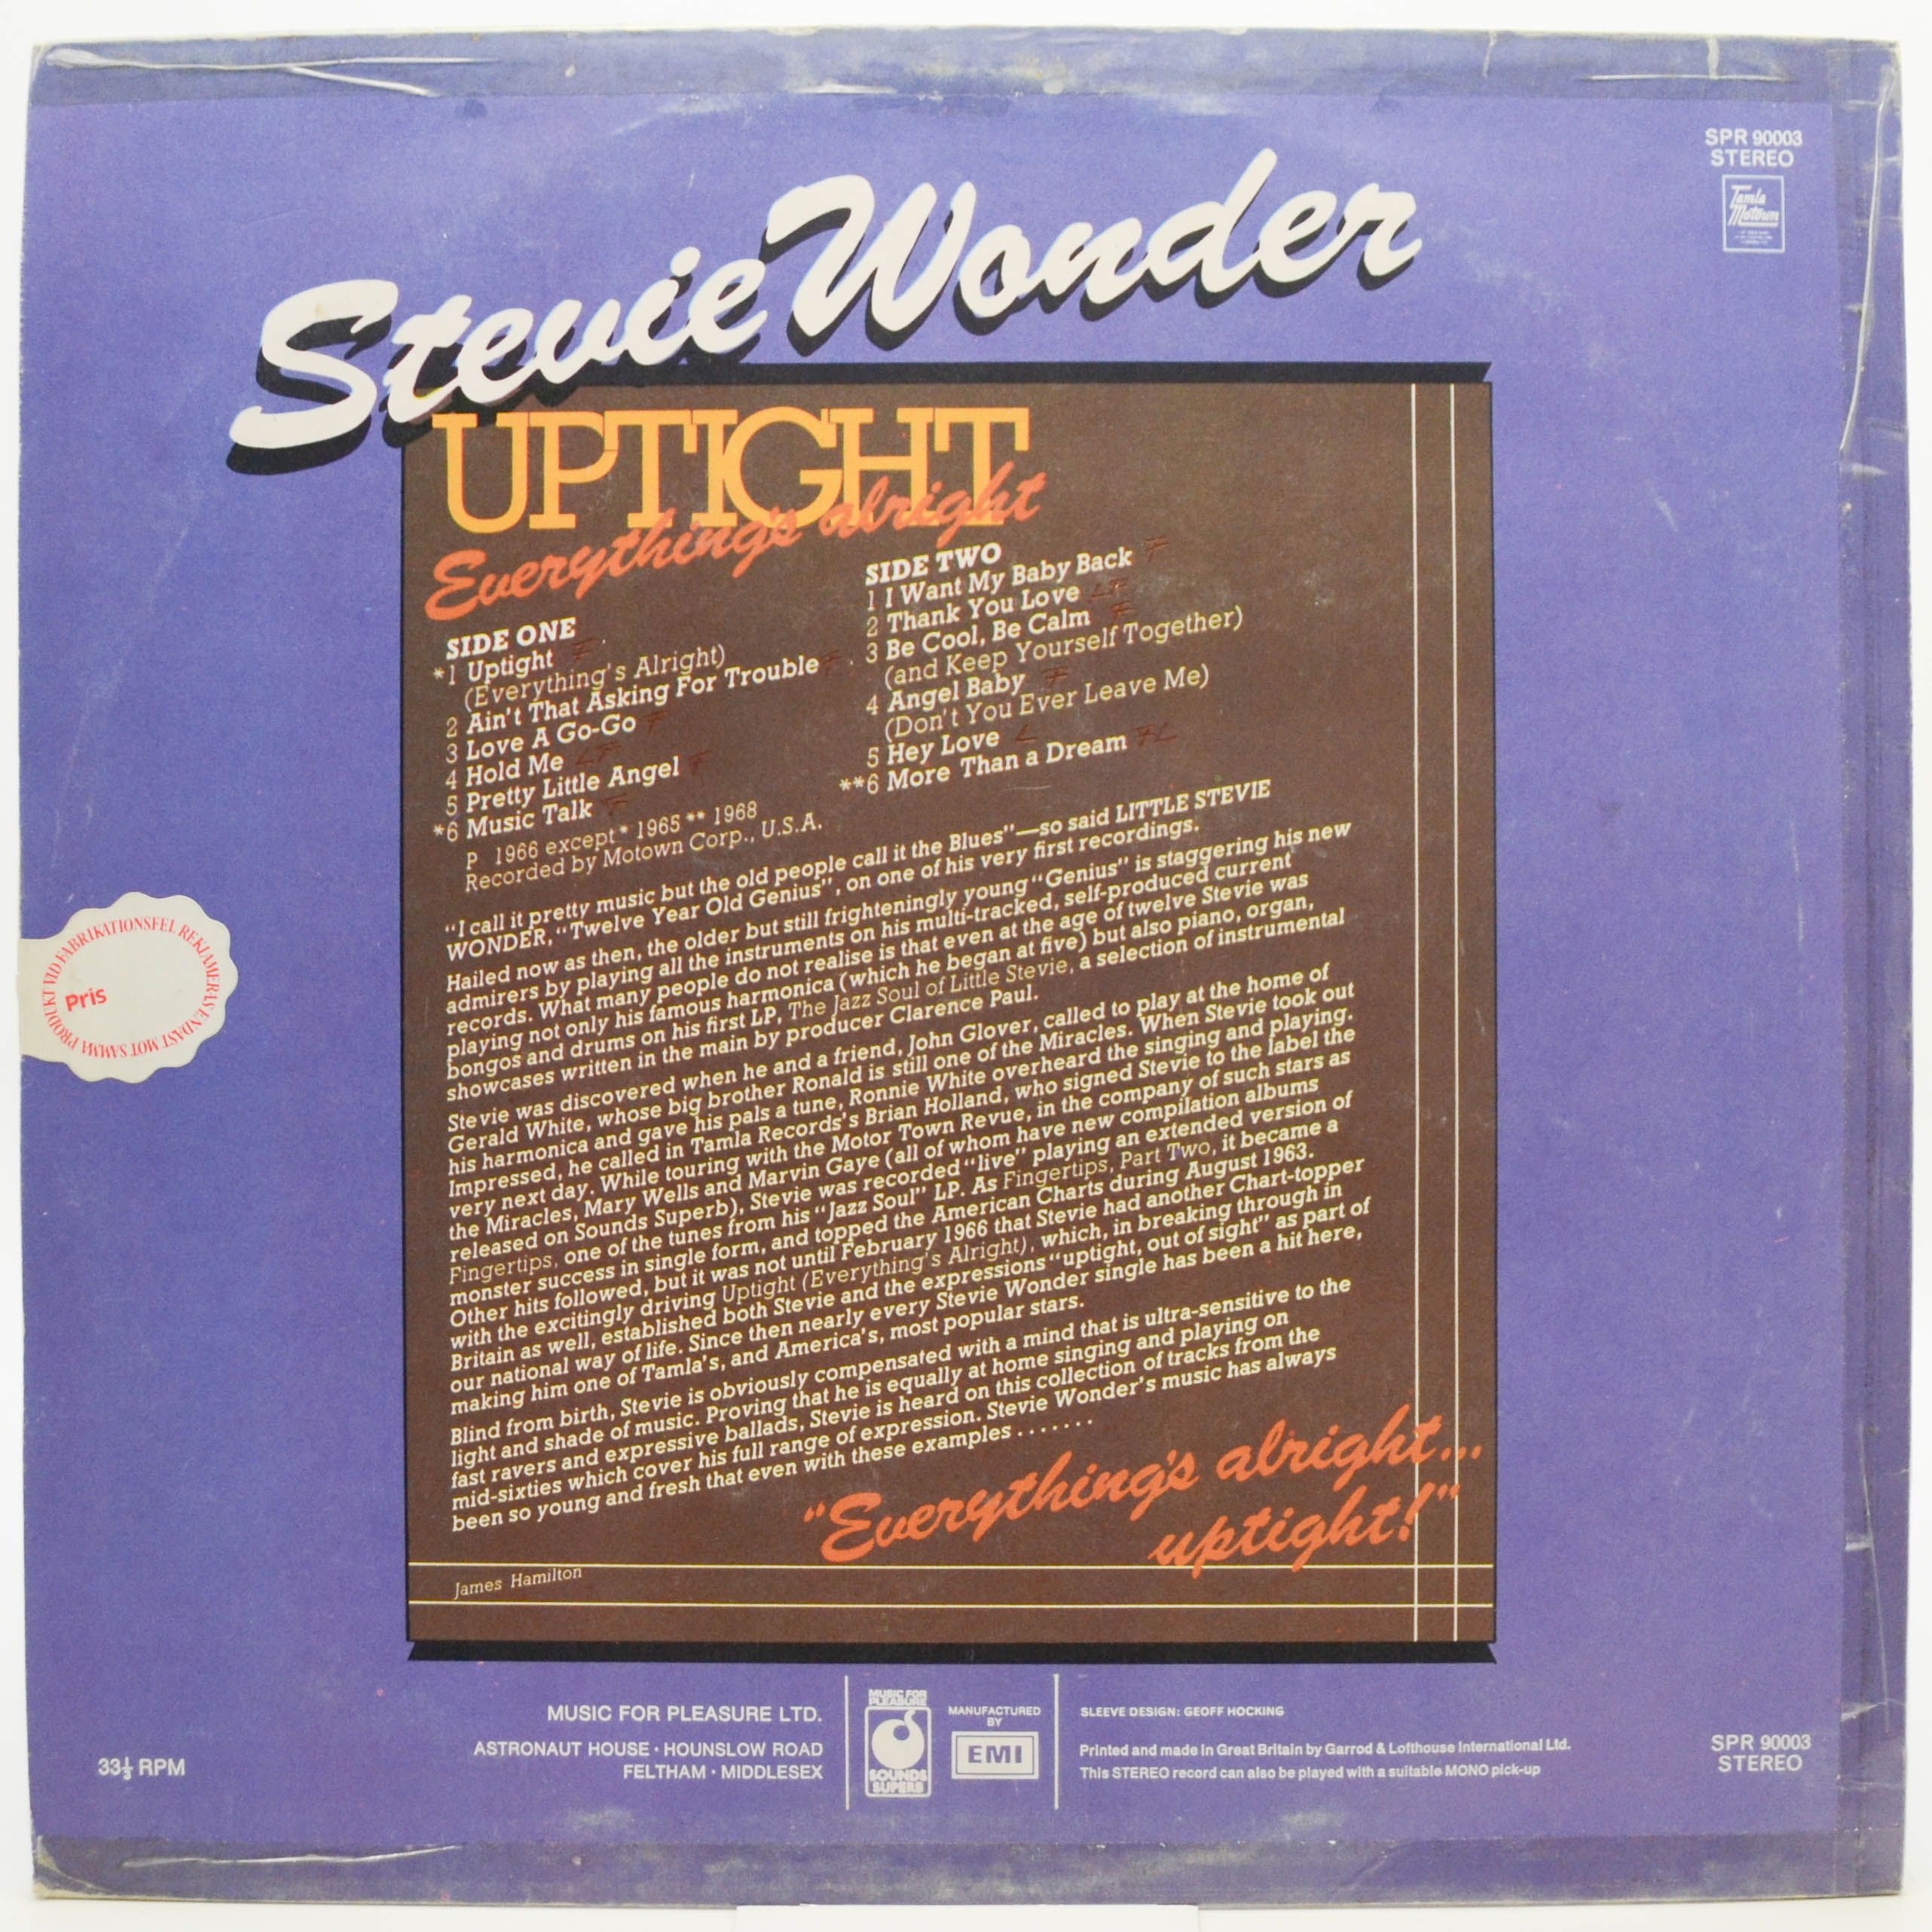 SPR 90003
STEREO
Tamla
Motown
Stevie Wonder
UPTIGHT
Everything's alright
SIDE ONE
*1 Uptight F
(Everything's Alright)
2 Ain't That Asking For Trouble F
3 Love A Go-Go F
4 Hold Me LF
5 Pretty Little Angel F
*6 Music Talk F
P 1966 except * 1965 ** 1968
Recorded by Motown Corp., U.S.A.
SIDE TWO
1 I Want My Baby Back F
2 Thank You Love LF
3 Be Cool, Be Calm F
(and Keep Yourself Together)
4 Angel Baby F
(Don't You Ever Leave Me)
5 Hey Love L
**6 More Than a Dream FL
"I call it pretty music but the old people call it the Blues"—so said LITTLE STEVIE
WONDER, "Twelve Year Old Genius", on one of his very first recordings.
Hailed now as then, the older but still frighteningly young "Genius" is staggering his new
admirers by playing all the instruments on his multi-tracked, self-produced current
records. What many people do not realise is that even at the age of twelve Stevie was
playing not only his famous harmonica (which he began at five) but also piano, organ,
bongos and drums on his first LP, The Jazz Soul of Little Stevie, a selection of instrumental
showcases written in the main by producer Clarence Paul.
Stevie was discovered when he and a friend, John Glover, called to play at the home of
Gerald White, whose big brother Ronald is still one of the Miracles. When Stevie took out
his harmonica and gave his pals a tune, Ronnie White overheard the singing and playing.
Impressed, he called in Tamla Records's Brian Holland, who signed Stevie to the label the
very next day. While touring with the Motor Town Revue, in the company of such stars as
the Miracles, Mary Wells and Marvin Gaye (all of whom have new compilation albums
released on Sounds Superb), Stevie was recorded "live" playing an extended version of
Fingertips, one of the tunes from his "Jazz Soul" LP. As Fingertips, Part Two, it became a
monster success in single form, and topped the American Charts during August 1963.
Other hits followed, but it was not until February 1966 that Stevie had another Chart-topper
with the excitingly driving Uptight (Everything's Alright), which, in breaking through in
Britain as well, established both Stevie and the expressions "uptight, out of sight" as part of
our national way of life. Since then nearly every Stevie Wonder single has been a hit here,
making him one of Tamla's, and America's, most popular stars.
Blind from birth, Stevie is obviously compensated with a mind that is ultra-sensitive to the
light and shade of music. Proving that he is equally at home singing and playing on
fast ravers and expressive ballads, Stevie is heard on this collection of tracks from the
mid-sixties which cover his full range of expression. Stevie Wonder's music has always
been so young and fresh that even with these examples .......
"Everything's alright...
uptight!"
James Hamilton
VID FABRIKATIONSFEL REKLAMERAS ENDAST MOT SAMMA PRODUKT
Pris
33⅓ RPM
MUSIC FOR PLEASURE LTD.
ASTRONAUT HOUSE · HOUNSLOW ROAD
FELTHAM · MIDDLESEX
MUSIC FOR
PLEASURE
SOUNDS
SUPERB
MANUFACTURED
BY
EMI
SLEEVE DESIGN: GEOFF HOCKING
Printed and made in Great Britain by Garrod & Lofthouse International Ltd.
This STEREO record can also be played with a suitable MONO pick-up
SPR 90003
STEREO